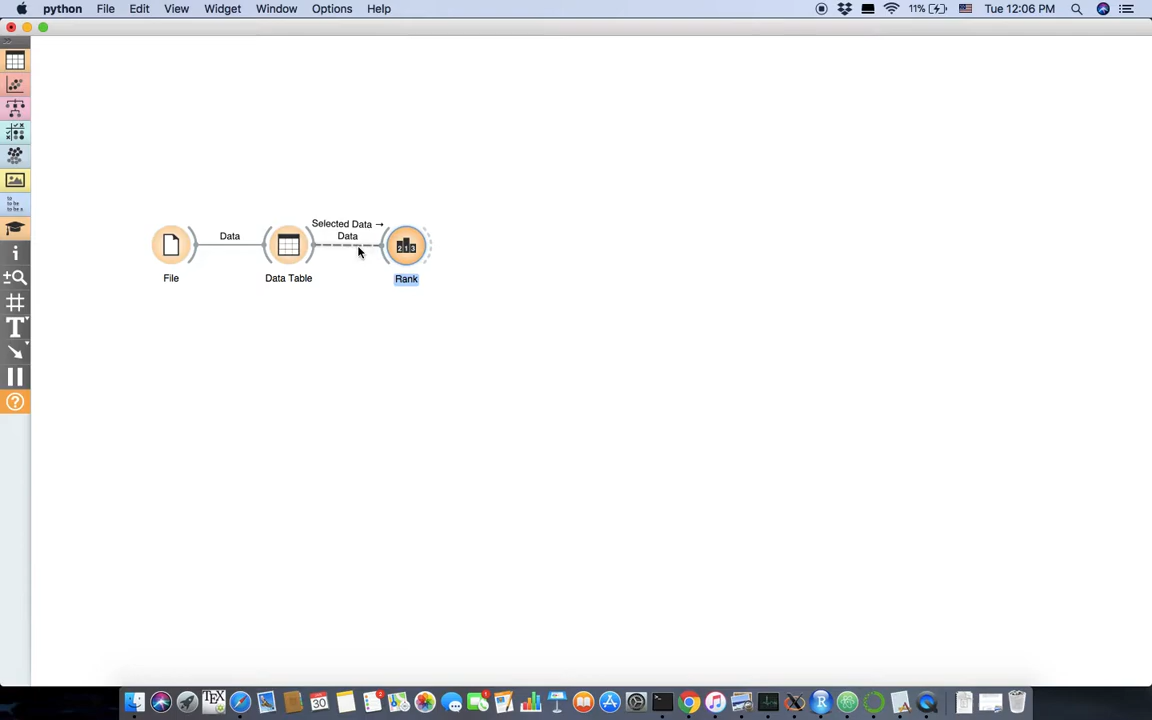 python File Edit View Widget Window Options Help 11% Tue 12:06 PM
Selected Data →
Data Data
File Data Table Rank